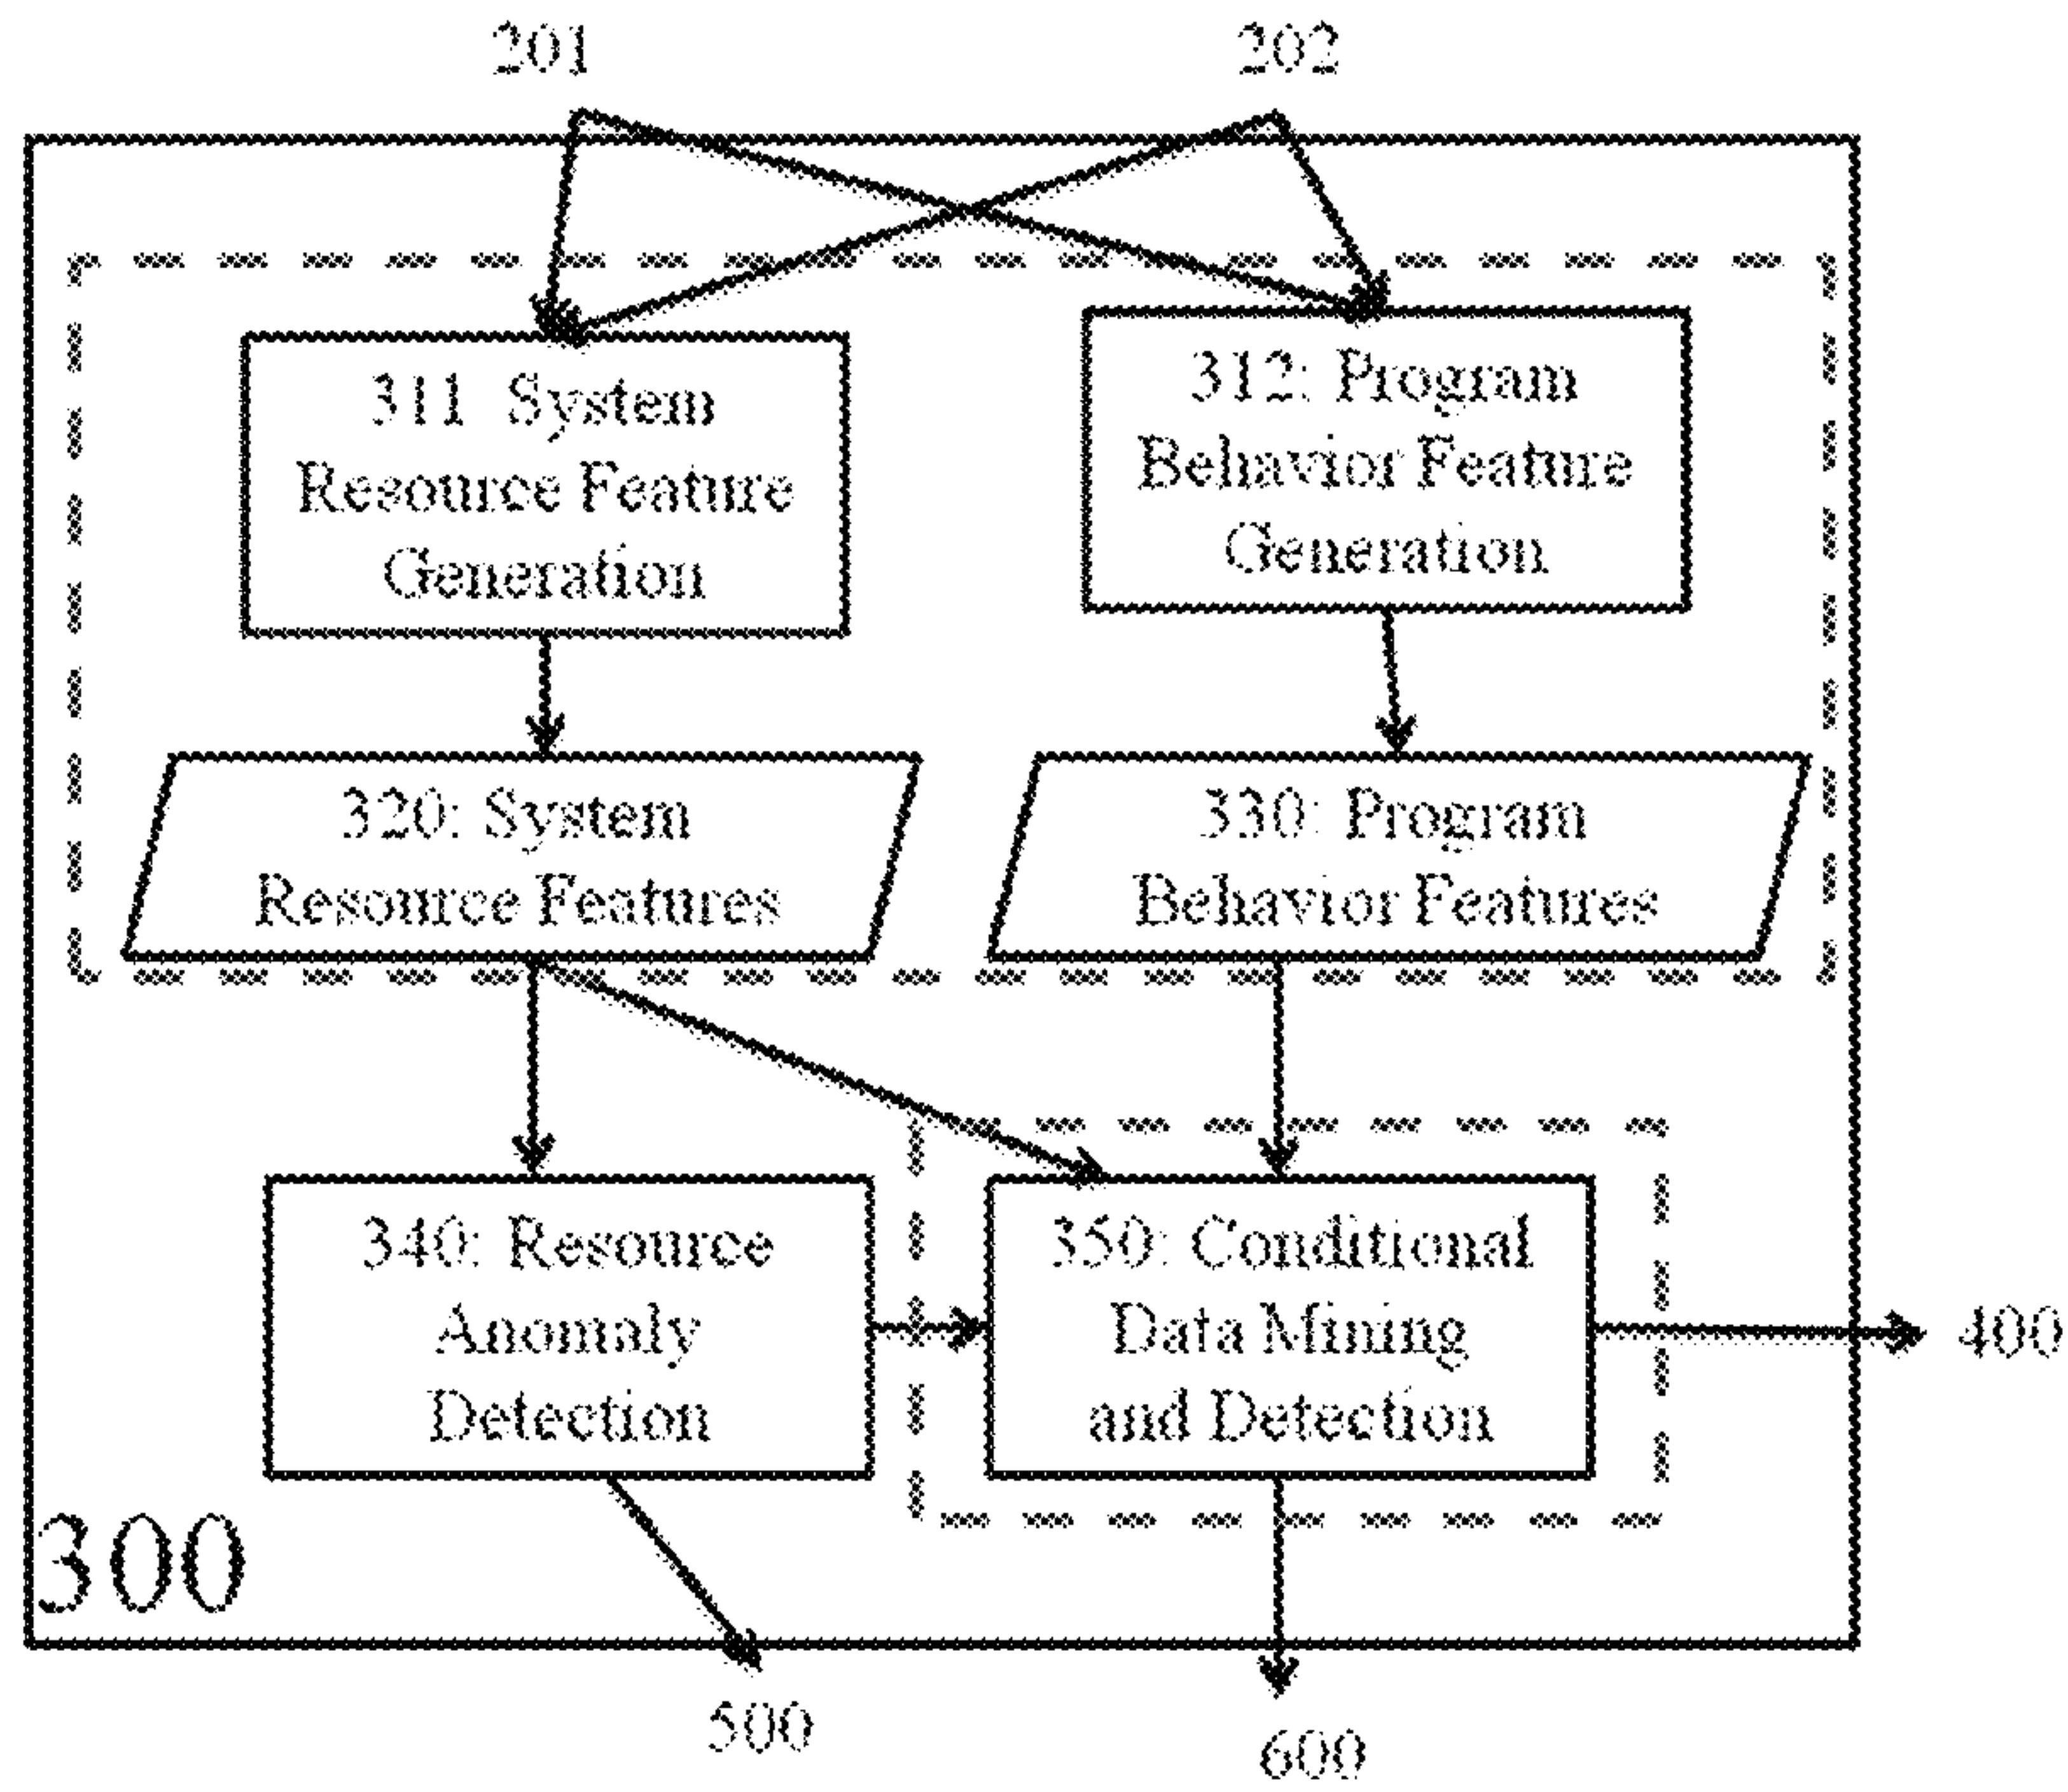 201
202
311 System
Resource Feature
Generation
312: Program
Behavior Feature
Generation
320: System
Resource Features
330: Program
Behavior Features
340: Resource
Anomaly
Detection
350: Conditional
Data Mining
and Detection
400
300
500
600